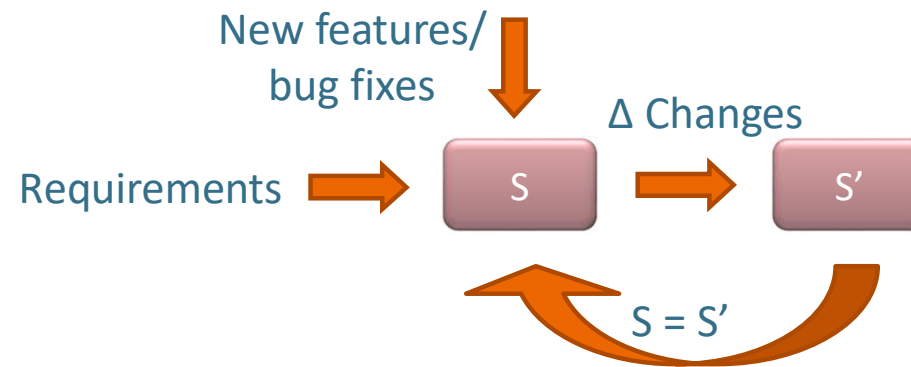 New features/
bug fixes
Δ Changes
Requirements
S
S’
S = S’